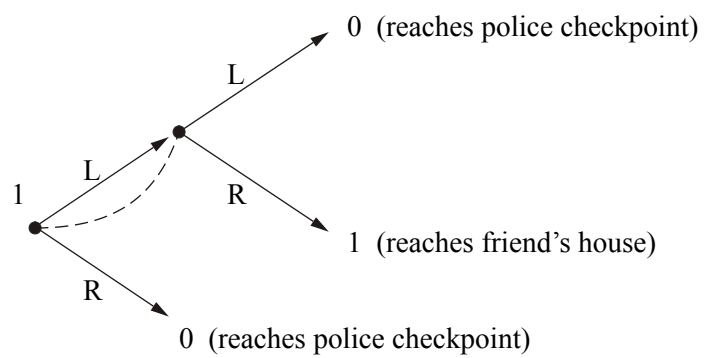 0 (reaches police checkpoint)
L
L
1
R
1 (reaches friend’s house)
R
0 (reaches police checkpoint)